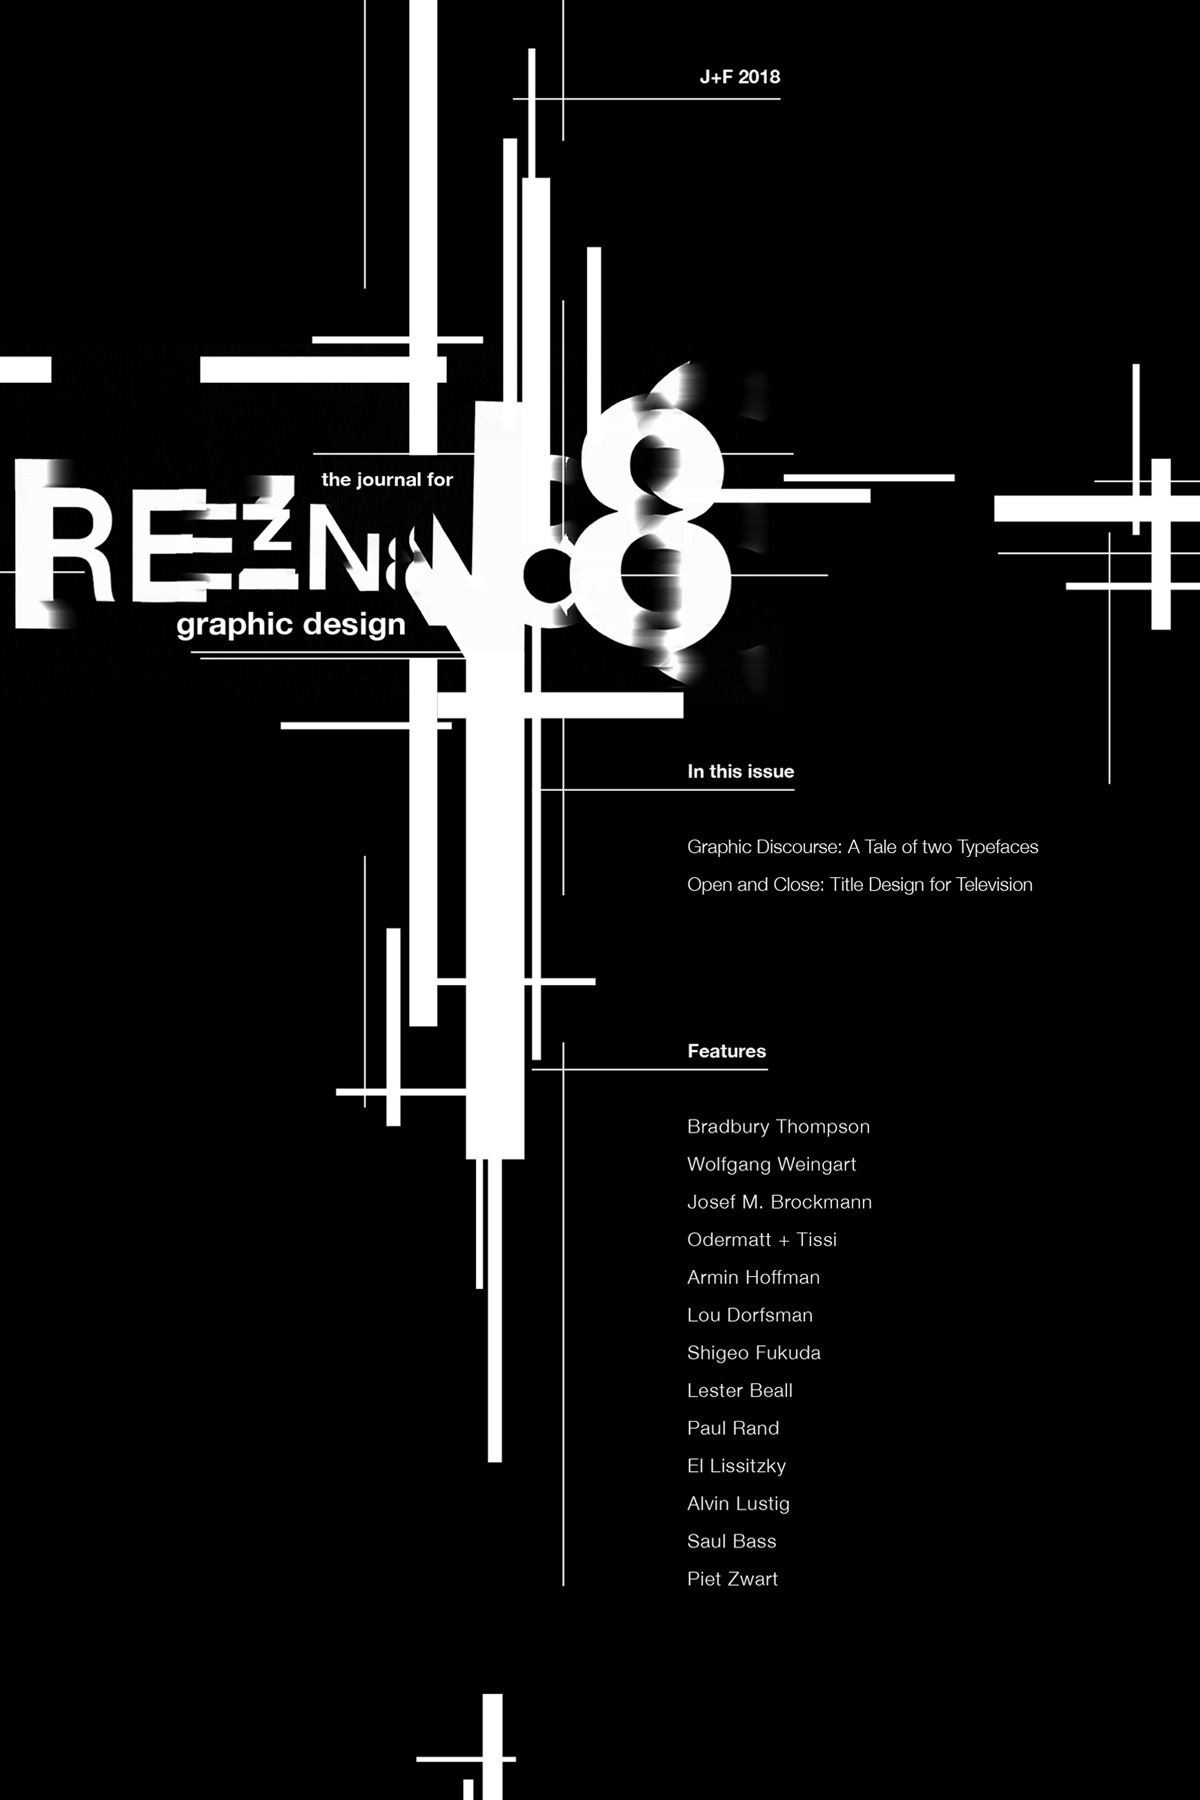 J+F 2018
the journal for
graphic design
In this issue
Graphic Discourse: A Tale of two Typefaces
Open and Close: Title Design for Television
Features
Bradbury Thompson
Wolfgang Weingart
Josef M. Brockmann
Odermatt + Tissi
Armin Hoffman
Lou Dorfsman
Shigeo Fukuda
Lester Beall
Paul Rand
El Lissitzky
Alvin Lustig
Saul Bass
Piet Zwart